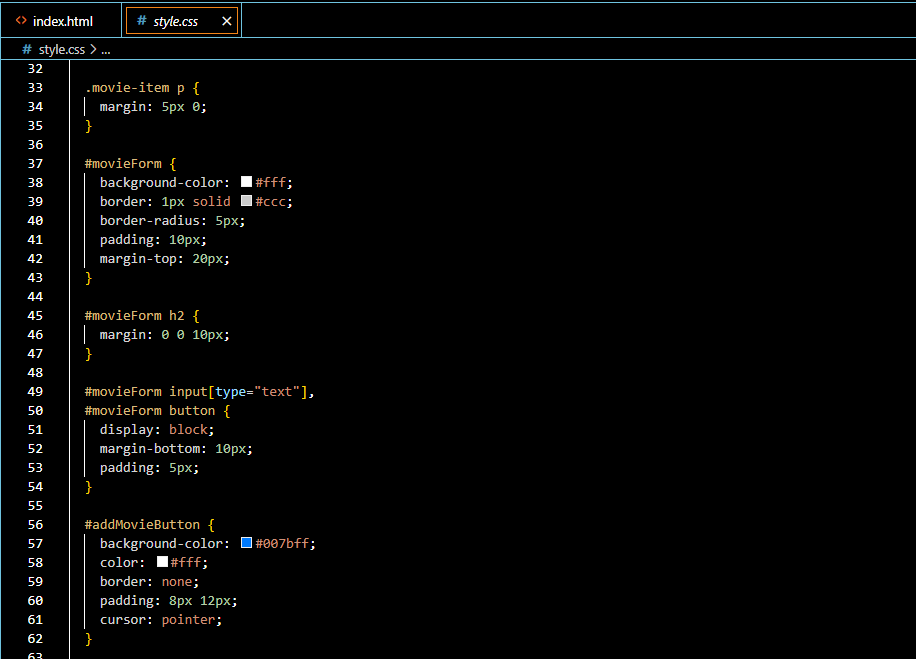 index.html
# style.css
# style.css > ...
32
33 .movie-item p {
34   margin: 5px 0;
35 }
36
37 #movieForm {
38   background-color: #fff;
39   border: 1px solid #ccc;
40   border-radius: 5px;
41   padding: 10px;
42   margin-top: 20px;
43 }
44
45 #movieForm h2 {
46   margin: 0 0 10px;
47 }
48
49 #movieForm input[type="text"],
50 #movieForm button {
51   display: block;
52   margin-bottom: 10px;
53   padding: 5px;
54 }
55
56 #addMovieButton {
57   background-color: #007bff;
58   color: #fff;
59   border: none;
60   padding: 8px 12px;
61   cursor: pointer;
62 }
63